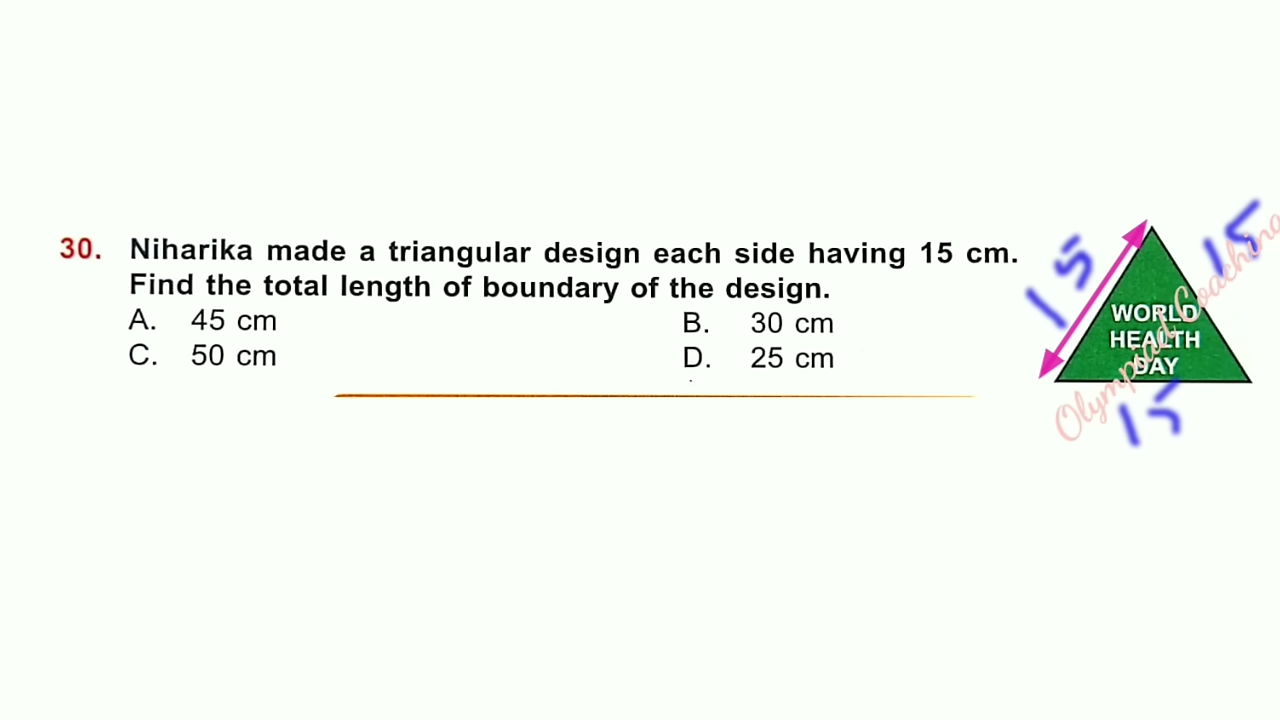 30. Niharika made a triangular design each side having 15 cm.
Find the total length of boundary of the design.
A. 45 cm
B. 30 cm
C. 50 cm
D. 25 cm
15
15
WORLD
HEALTH
DAY
15
Olympiad Coaching